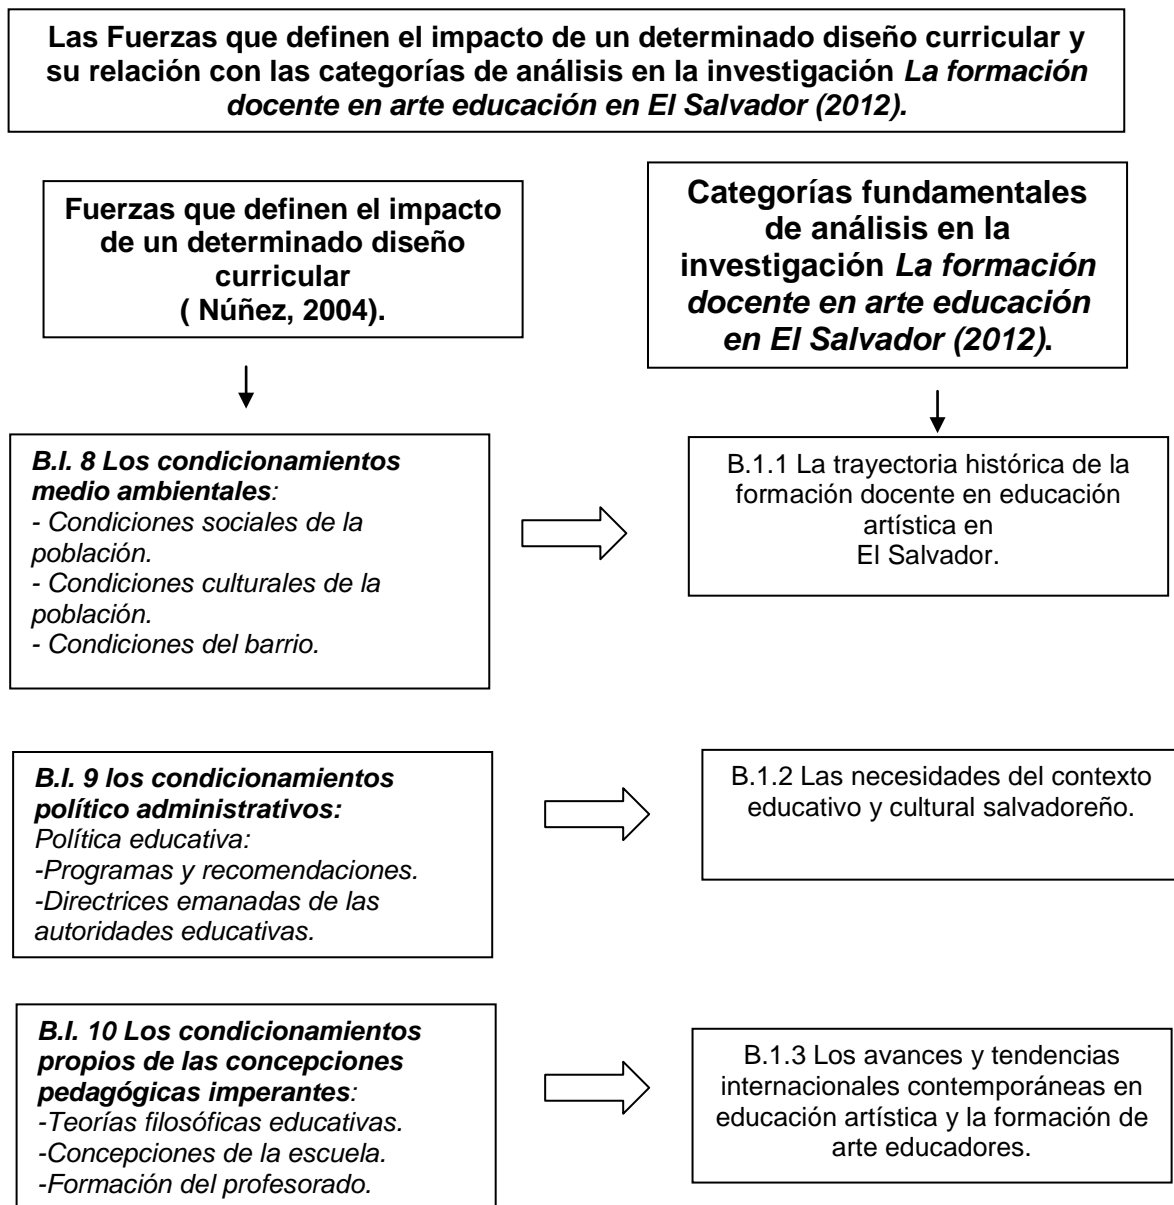 Las Fuerzas que definen el impacto de un determinado diseño curricular y
su relación con las categorías de análisis en la investigación La formación
docente en arte educación en El Salvador (2012).
Fuerzas que definen el impacto
de un determinado diseño
curricular
( Núñez, 2004).
Categorías fundamentales
de análisis en la
investigación La formación
docente en arte educación
en El Salvador (2012).
B.I. 8 Los condicionamientos
medio ambientales:
- Condiciones sociales de la
población.
- Condiciones culturales de la
población.
- Condiciones del barrio.
B.1.1 La trayectoria histórica de la
formación docente en educación
artística en
El Salvador.
B.I. 9 los condicionamientos
político administrativos:
Política educativa:
-Programas y recomendaciones.
-Directrices emanadas de las
autoridades educativas.
B.1.2 Las necesidades del contexto
educativo y cultural salvadoreño.
B.I. 10 Los condicionamientos
propios de las concepciones
pedagógicas imperantes:
-Teorías filosóficas educativas.
-Concepciones de la escuela.
-Formación del profesorado.
B.1.3 Los avances y tendencias
internacionales contemporáneas en
educación artística y la formación de
arte educadores.